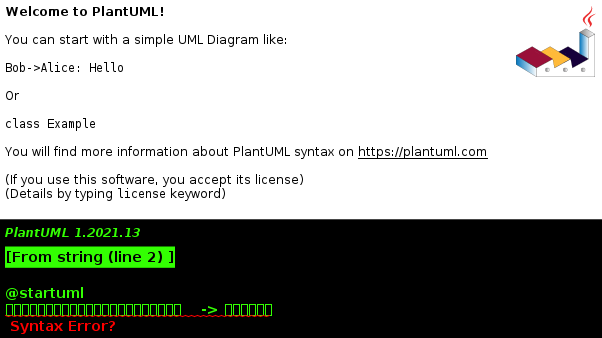 Welcome to PlantUML!
You can start with a simple UML Diagram like:
Bob->Alice: Hello
Or
class Example
You will find more information about PlantUML syntax on https://plantuml.com
(If you use this software, you accept its license)
(Details by typing license keyword)
PlantUML 1.2021.13
[From string (line 2) ]
@startuml
->
Syntax Error?